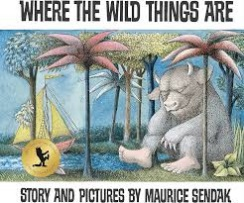 WHERE THE WILD THINGS ARE
STORY AND PICTURES BY MAURICE SENDAK